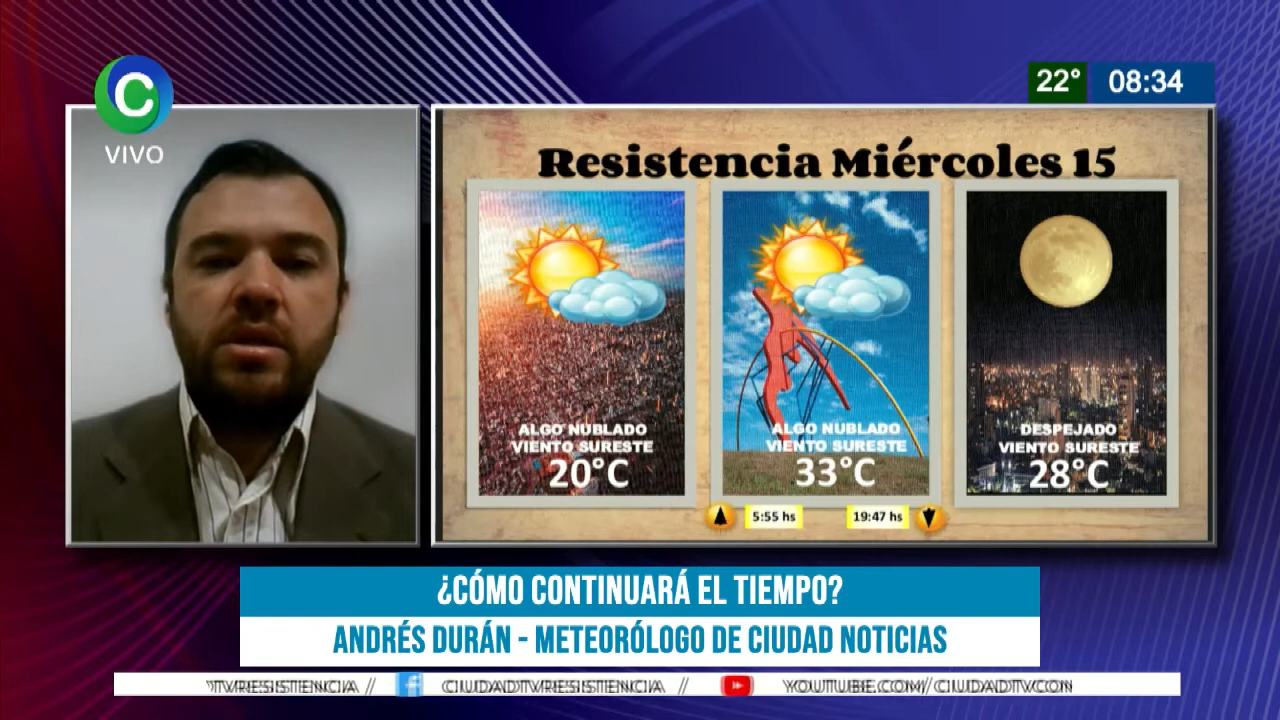 C
VIVO
22° 08:34
Resistencia Miércoles 15
ALGO NUBLADO
VIENTO SURESTE
20°C
ALGO NUBLADO
VIENTO SURESTE
33°C
DESPEJADO
VIENTO SURESTE
28°C
5:55 hs 19:47 hs
¿CÓMO CONTINUARÁ EL TIEMPO?
ANDRÉS DURÁN - METEORÓLOGO DE CIUDAD NOTICIAS
TVRESISTENCIA // CIUDADTVRESISTENCIA // YOUTUBE.COM/CIUDADTVCON